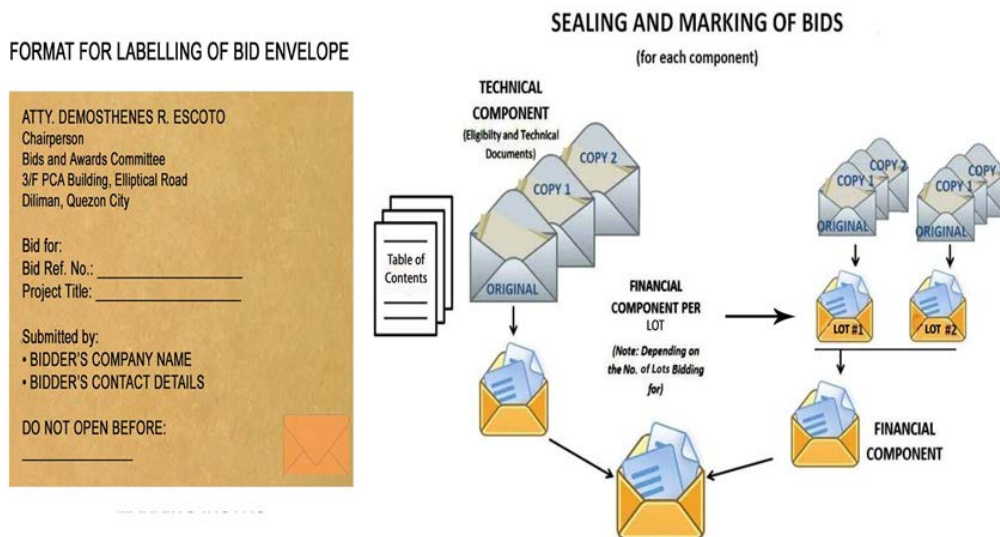 FORMAT FOR LABELLING OF BID ENVELOPE
ATTY. DEMOSTHENES R. ESCOTO
Chairperson
Bids and Awards Committee
3/F PCA Building, Elliptical Road
Diliman, Quezon City
Bid for:
Bid Ref. No.: ____________________
Project Title: ____________________
Submitted by:
• BIDDER'S COMPANY NAME
• BIDDER'S CONTACT DETAILS
DO NOT OPEN BEFORE:
_______________
SEALING AND MARKING OF BIDS
(for each component)
TECHNICAL
COMPONENT
(Eligibilty and Technical
Documents)
COPY 2
COPY 1
ORIGINAL
Table of
Contents
FINANCIAL
COMPONENT PER
LOT
(Note: Depending on
the No. of Lots Bidding
for)
COPY 2
COPY 1
ORIGINAL
COPY
COPY 1
ORIGINAL
LOT #1
LOT #2
FINANCIAL
COMPONENT